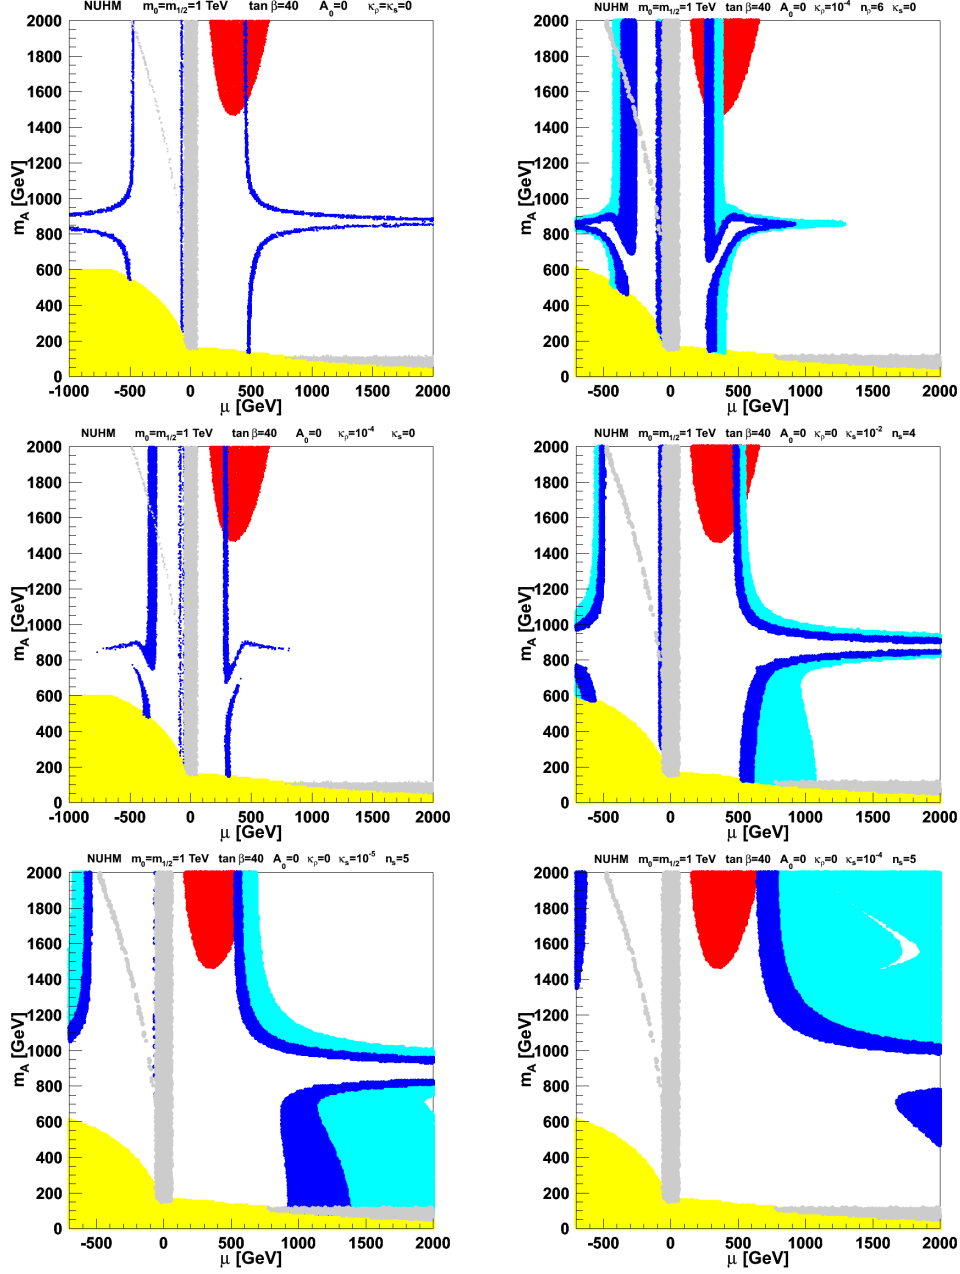 NUHM m₀=m₁/₂=1 TeV tan β=40 A₀=0 κρ=κs=0
2000
1800
1600
1400
1200
1000
800
600
400
200
0
mA [GeV]
-1000 -500 0 500 1000 1500 2000
μ [GeV]
NUHM m₀=m₁/₂=1 TeV tan β=40 A₀=0 κρ=10⁻⁴ nρ=6 κs=0
2000
1800
1600
1400
1200
1000
800
600
400
200
0
mA [GeV]
-500 0 500 1000 1500 2000
μ [GeV]
NUHM m₀=m₁/₂=1 TeV tan β=40 A₀=0 κρ=10⁻⁴ κs=0
2000
1800
1600
1400
1200
1000
800
600
400
200
0
mA [GeV]
-1000 -500 0 500 1000 1500 2000
μ [GeV]
NUHM m₀=m₁/₂=1 TeV tan β=40 A₀=0 κρ=0 κs=10⁻² ns=4
2000
1800
1600
1400
1200
1000
800
600
400
200
0
mA [GeV]
-500 0 500 1000 1500 2000
μ [GeV]
NUHM m₀=m₁/₂=1 TeV tan β=40 A₀=0 κρ=0 κs=10⁻⁵ ns=5
2000
1800
1600
1400
1200
1000
800
600
400
200
0
mA [GeV]
-500 0 500 1000 1500 2000
μ [GeV]
NUHM m₀=m₁/₂=1 TeV tan β=40 A₀=0 κρ=0 κs=10⁻⁴ ns=5
2000
1800
1600
1400
1200
1000
800
600
400
200
0
mA [GeV]
-500 0 500 1000 1500 2000
μ [GeV]